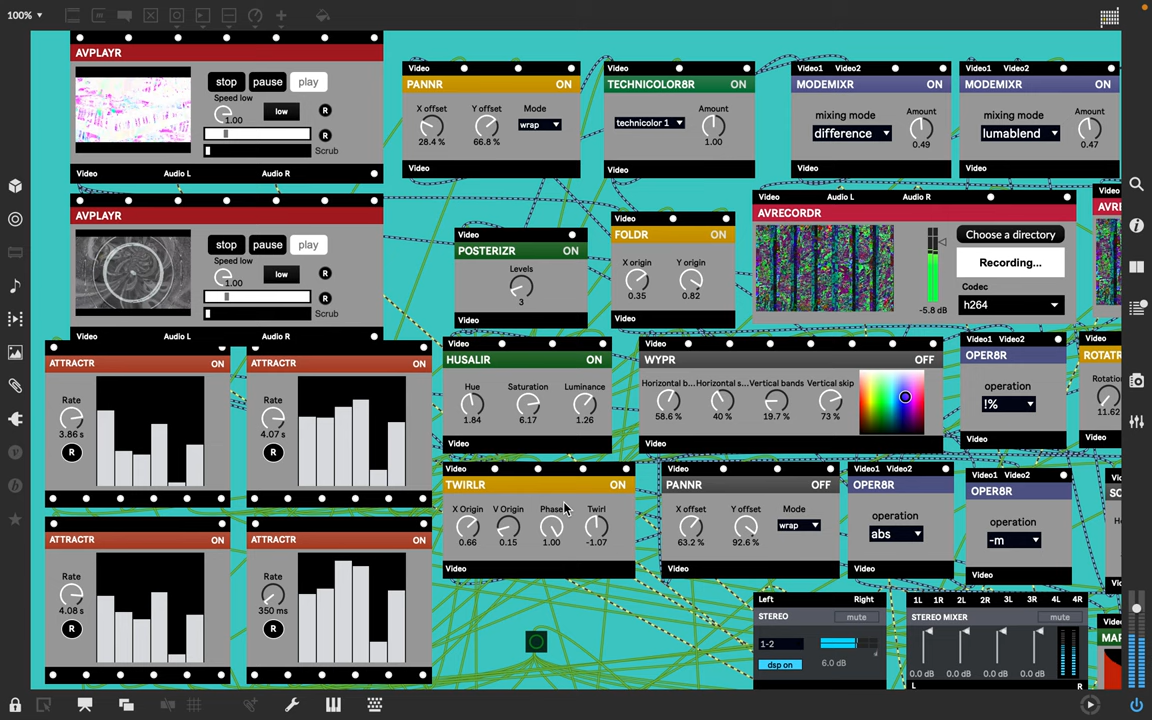 100%
AVPLAYR
stop pause play
Speed low
1.00
low
R
R
Scrub
Video Audio L Audio R
AVPLAYR
stop pause play
Speed low
1.00
low
R
R
Scrub
Video Audio L Audio R
Video
PANNR ON
X offset Y offset Mode
wrap
28.4 % 66.8 %
Video
Video
TECHNICOLOR8R ON
Amount
technicolor 1
1.00
Video
Video1 Video2
MODEMIXR ON
mixing mode Amount
difference
0.49
Video
Video1 Video2
MODEMIXR ON
mixing mode Amount
lumablend
0.47
Video
Video
POSTERIZR ON
Levels
3
Video
Video
FOLDR ON
X origin Y origin
0.35 0.82
Video
Video Audio L Audio R
AVRECORDR
Choose a directory
Recording...
Codec
-5.8 dB
h264
Video
ATTRACTR ON
Rate
3.86 s
R
ATTRACTR ON
Rate
4.07 s
R
Video
HUSALIR ON
Hue Saturation Luminance
1.84 6.17 1.26
Video
Video
WYPR OFF
Horizontal b... Horizontal s... Vertical bands Vertical skip
58.6 % 40 % 19.7 % 73 %
Video
Video1 Video2
OPER8R
operation
!%
Video
Video
ROTATR
Rotatio
11.62
Video
ATTRACTR ON
Rate
4.08 s
R
ATTRACTR ON
Rate
350 ms
R
Video
TWIRLR ON
X Origin Y Origin Phase Twirl
0.66 0.15 1.00 -1.07
Video
Video
PANNR OFF
X offset Y offset Mode
wrap
63.2 % 92.6 %
Video
Video1 Video2
OPER8R
operation
abs
Video
Video1 Video2
OPER8R
operation
-m
Video
Left Right
STEREO mute
1-2
dsp on 6.0 dB
1L 1R 2L 2R 3L 3R 4L 4R
STEREO MIXER mute
0.0 dB 0.0 dB 0.0 dB 0.0 dB
L R
Video